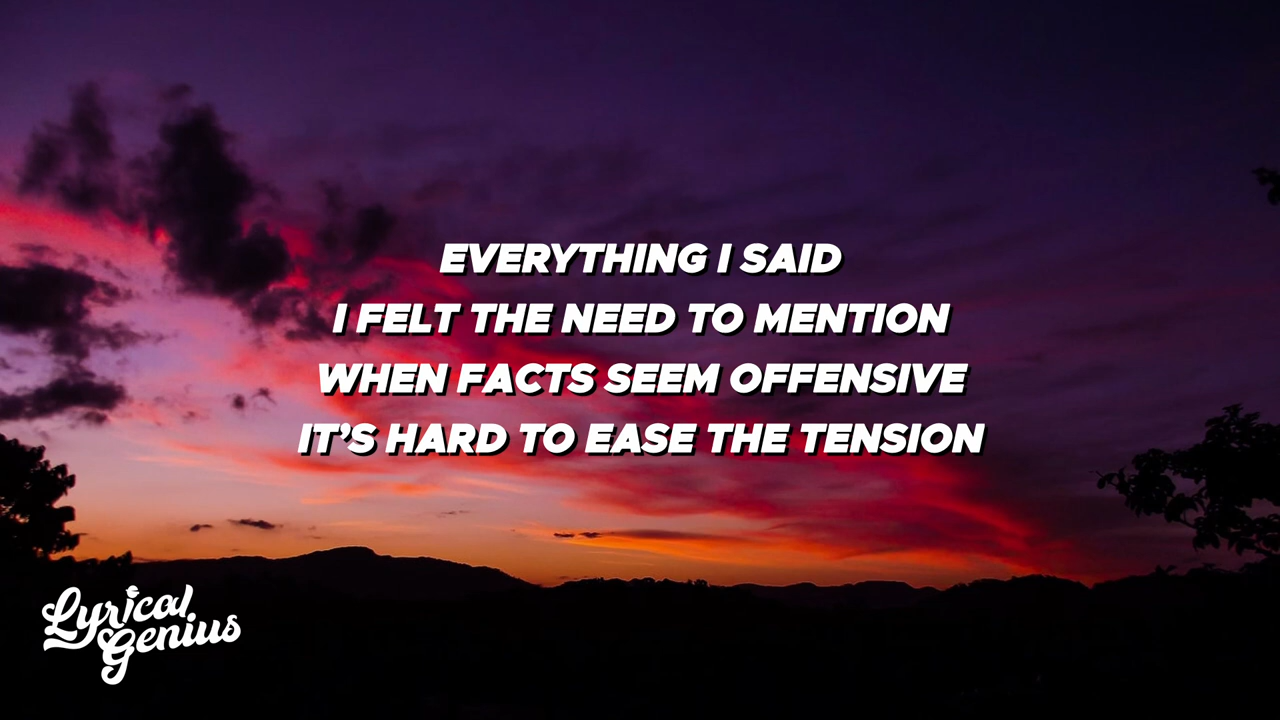 EVERYTHING I SAID
I FELT THE NEED TO MENTION
WHEN FACTS SEEM OFFENSIVE
IT’S HARD TO EASE THE TENSION
Lyrical
Genius